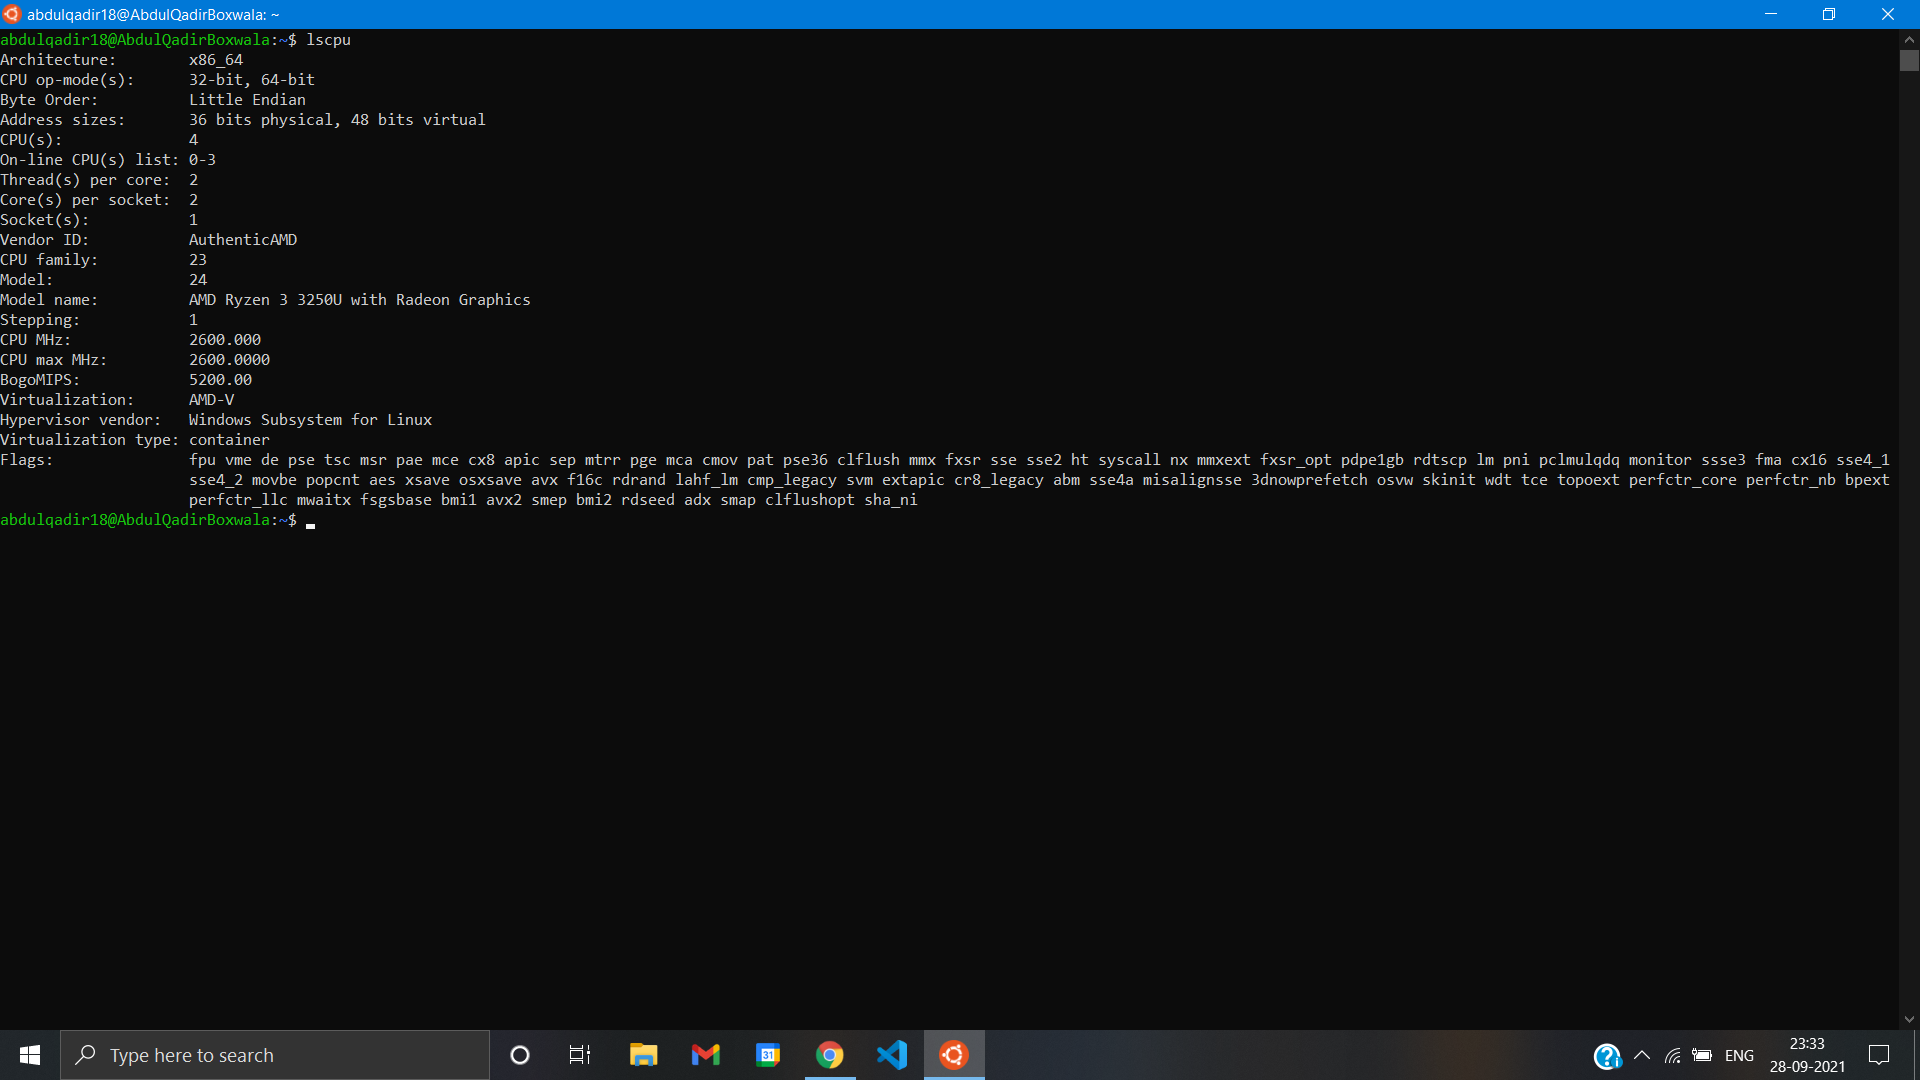 abdulqadir18@AbdulQadirBoxwala: ~
abdulqadir18@AbdulQadirBoxwala:~$ lscpu
Architecture:        x86_64
CPU op-mode(s):      32-bit, 64-bit
Byte Order:          Little Endian
Address sizes:       36 bits physical, 48 bits virtual
CPU(s):              4
On-line CPU(s) list: 0-3
Thread(s) per core:  2
Core(s) per socket:  2
Socket(s):           1
Vendor ID:           AuthenticAMD
CPU family:          23
Model:               24
Model name:          AMD Ryzen 3 3250U with Radeon Graphics
Stepping:            1
CPU MHz:             2600.000
CPU max MHz:         2600.0000
BogoMIPS:            5200.00
Virtualization:      AMD-V
Hypervisor vendor:   Windows Subsystem for Linux
Virtualization type: container
Flags:               fpu vme de pse tsc msr pae mce cx8 apic sep mtrr pge mca cmov pat pse36 clflush mmx fxsr sse sse2 ht syscall nx mmxext fxsr_opt pdpe1gb rdtscp lm pni pclmulqdq monitor ssse3 fma cx16 sse4_1
sse4_2 movbe popcnt aes xsave osxsave avx f16c rdrand lahf_lm cmp_legacy svm extapic cr8_legacy abm sse4a misalignsse 3dnowprefetch osvw skinit wdt tce topoext perfctr_core perfctr_nb bpext
perfctr_llc mwaitx fsgsbase bmi1 avx2 smep bmi2 rdseed adx smap clflushopt sha_ni
abdulqadir18@AbdulQadirBoxwala:~$
Type here to search
31
ENG
23:33
28-09-2021